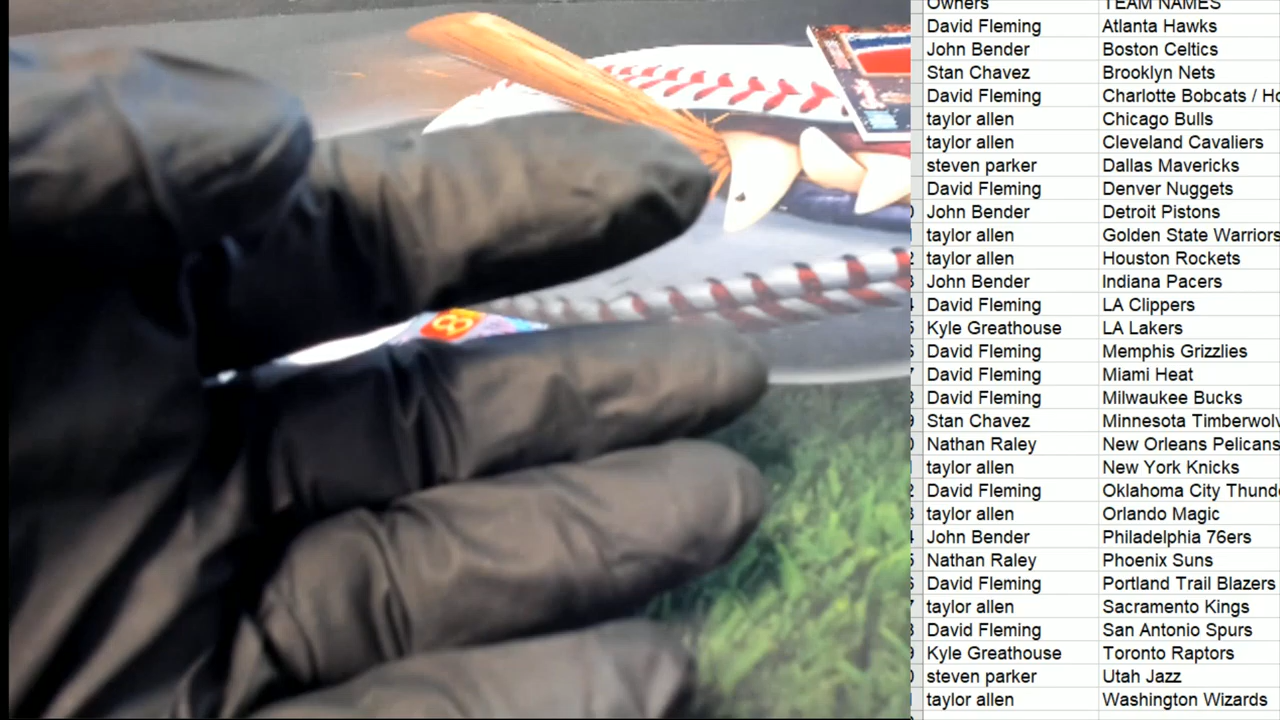 Owners TEAM NAMES
David Fleming Atlanta Hawks
John Bender Boston Celtics
Stan Chavez Brooklyn Nets
David Fleming Charlotte Bobcats / Ho
taylor allen Chicago Bulls
taylor allen Cleveland Cavaliers
steven parker Dallas Mavericks
David Fleming Denver Nuggets
John Bender Detroit Pistons
taylor allen Golden State Warriors
taylor allen Houston Rockets
John Bender Indiana Pacers
David Fleming LA Clippers
Kyle Greathouse LA Lakers
David Fleming Memphis Grizzlies
David Fleming Miami Heat
David Fleming Milwaukee Bucks
Stan Chavez Minnesota Timberwolv
Nathan Raley New Orleans Pelicans
taylor allen New York Knicks
David Fleming Oklahoma City Thund
taylor allen Orlando Magic
John Bender Philadelphia 76ers
Nathan Raley Phoenix Suns
David Fleming Portland Trail Blazers
taylor allen Sacramento Kings
David Fleming San Antonio Spurs
Kyle Greathouse Toronto Raptors
steven parker Utah Jazz
taylor allen Washington Wizards